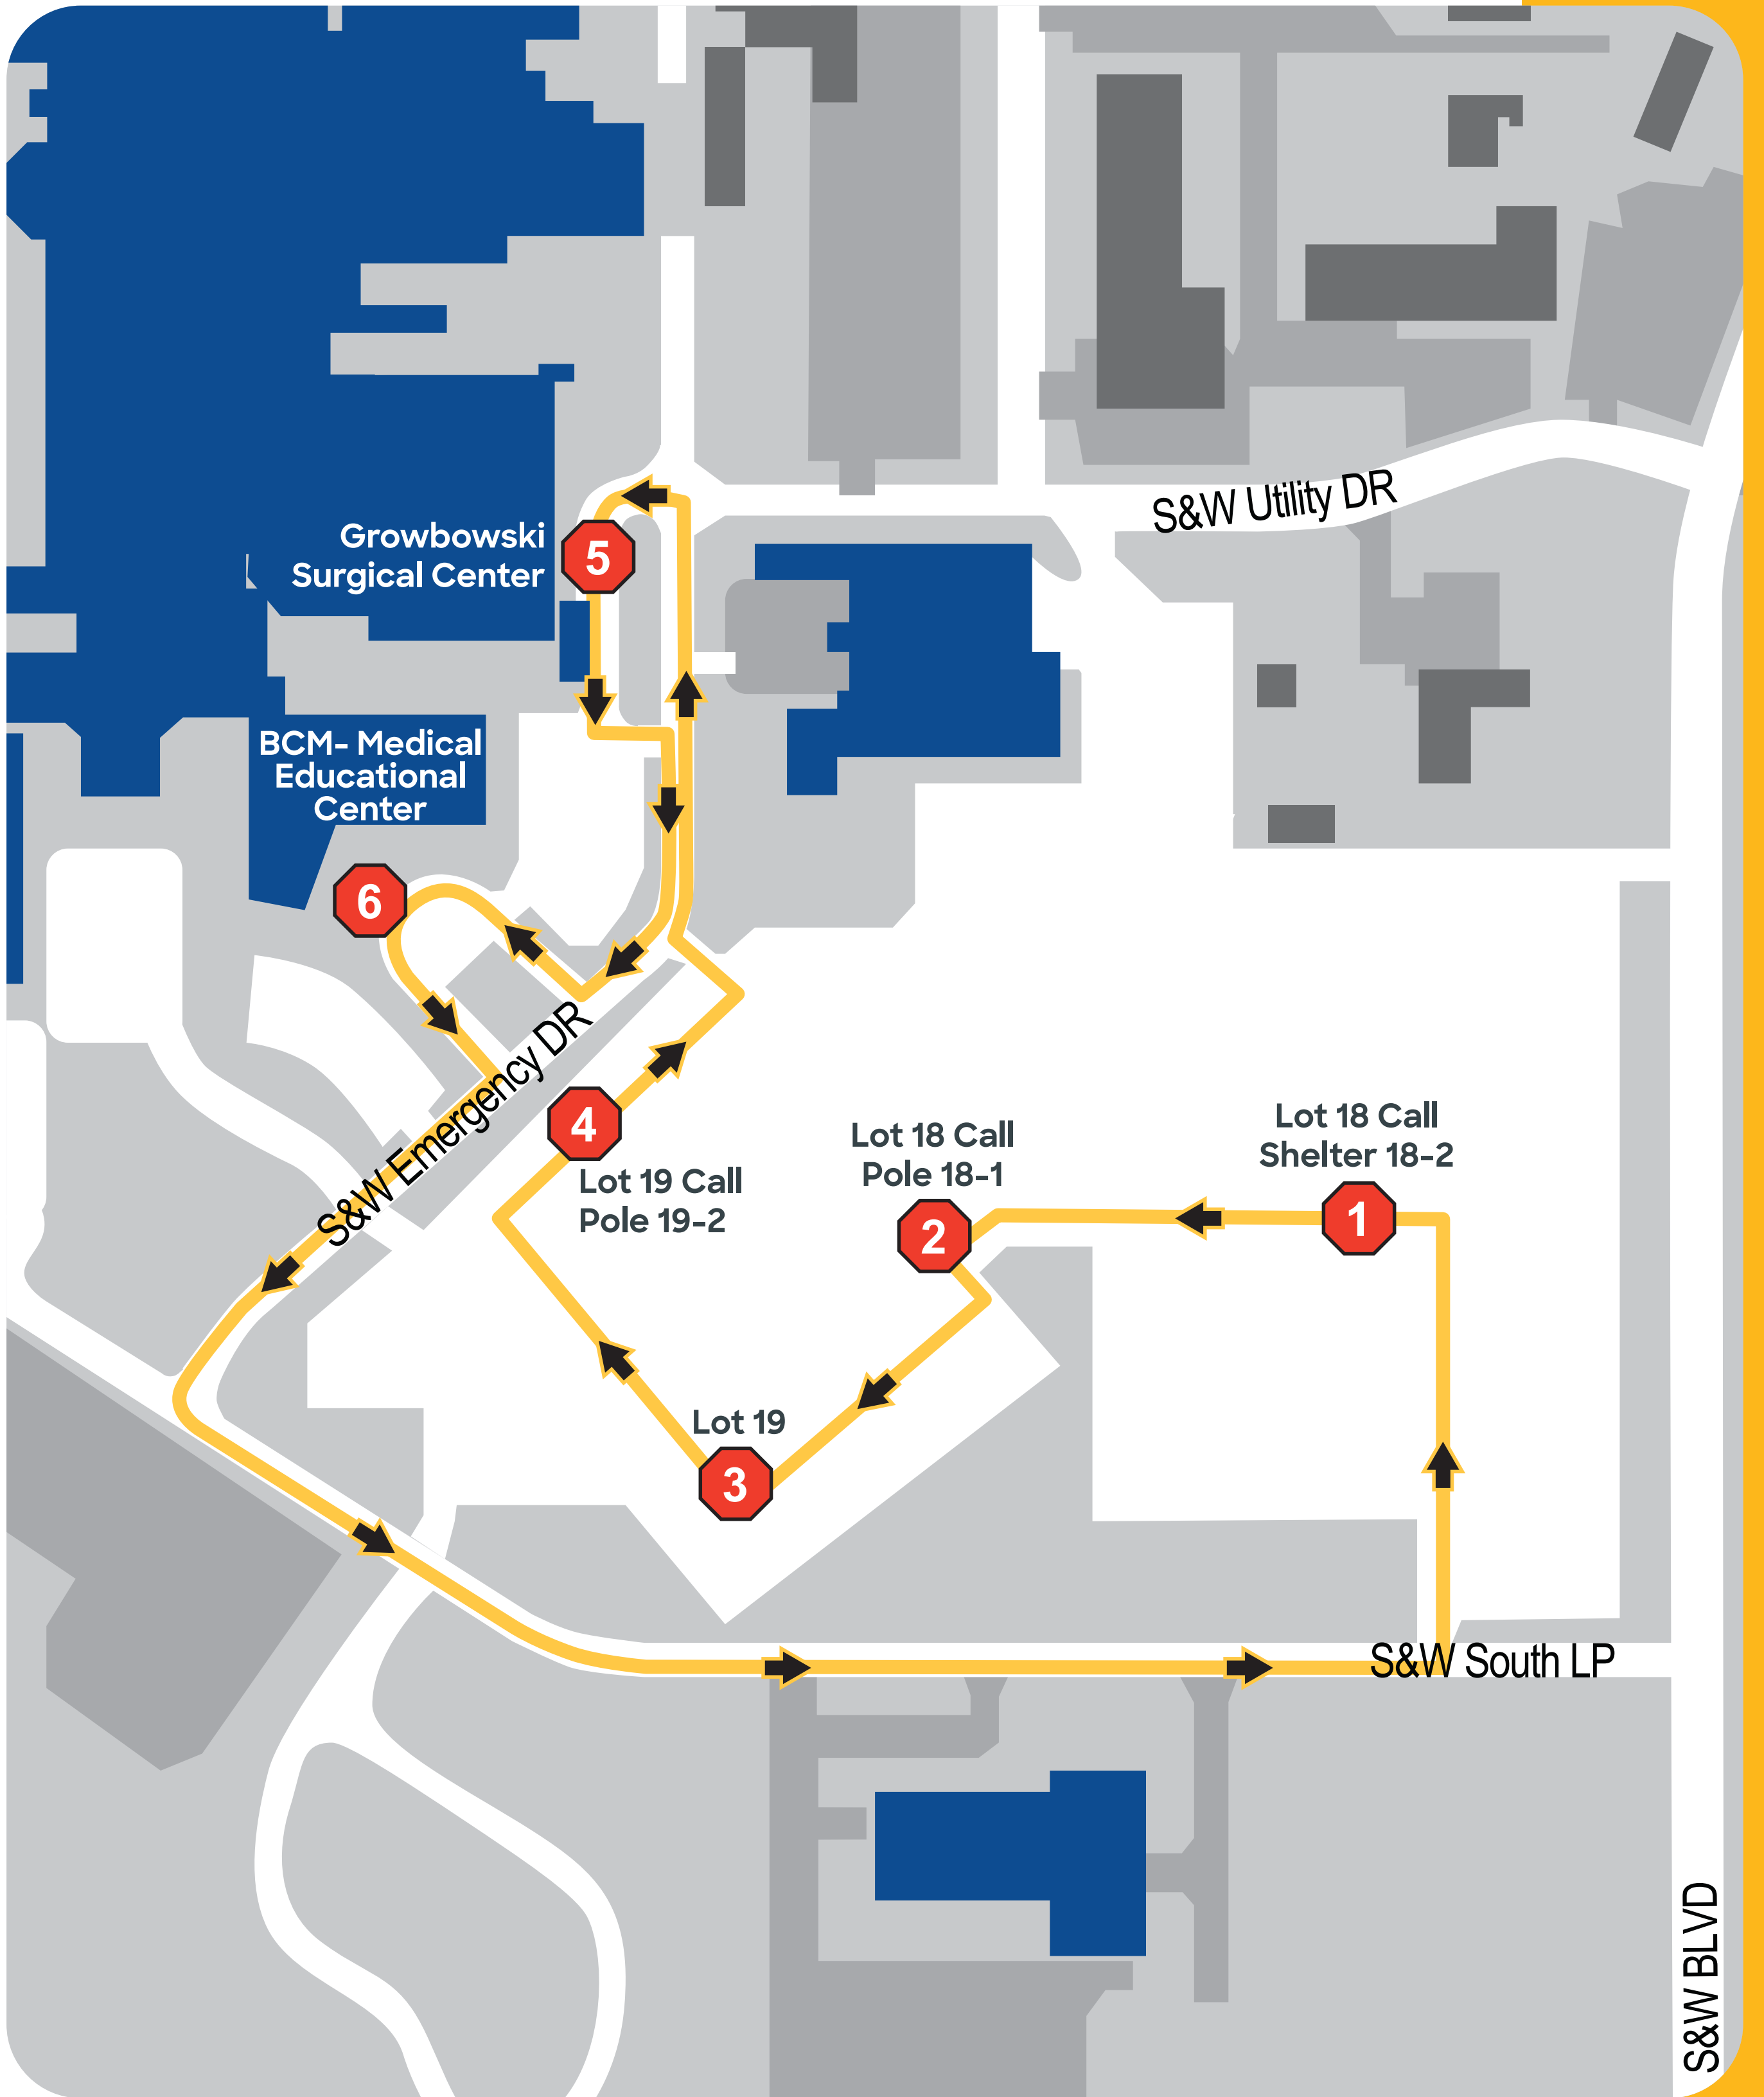 S&W Utility DR
Growbowski
Surgical Center
5
BCM- Medical
Educational
Center
6
S&W Emergency DR
4
Lot 19 Call
Pole 19-2
Lot 18 Call
Pole 18-1
2
Lot 18 Call
Shelter 18-2
1
Lot 19
3
S&W South LP
S&W BLVD